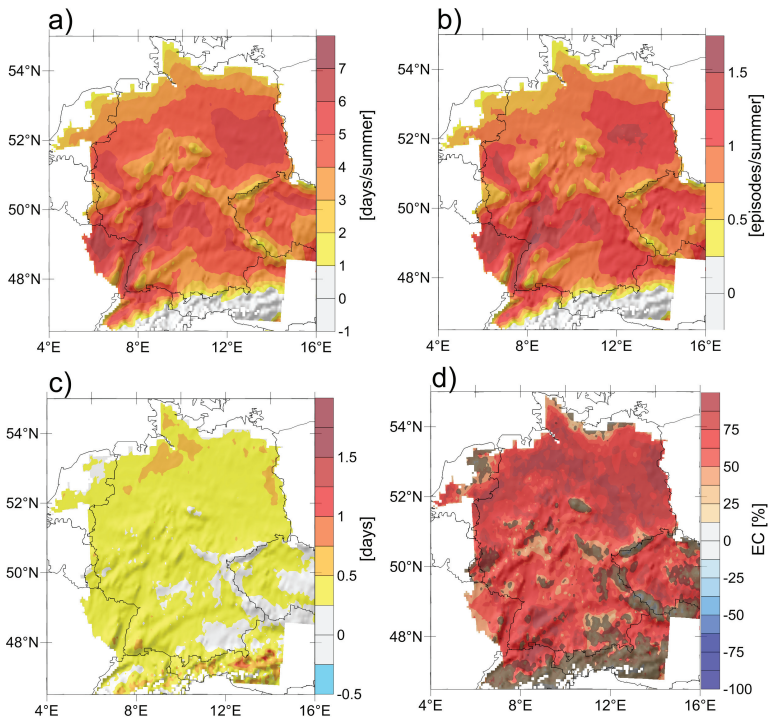 a)
b)
54°N
52°N
50°N
48°N
4°E
8°E
12°E
16°E
7
6
5
4
3
2
1
0
-1
[days/summer]
54°N
52°N
50°N
48°N
4°E
8°E
12°E
16°E
1.5
1
0.5
0
[episodes/summer]
c)
d)
54°N
52°N
50°N
48°N
4°E
8°E
12°E
16°E
1.5
1
0.5
0
-0.5
[days]
54°N
52°N
50°N
48°N
4°E
8°E
12°E
16°E
75
50
25
0
-25
-50
-75
-100
EC [%]